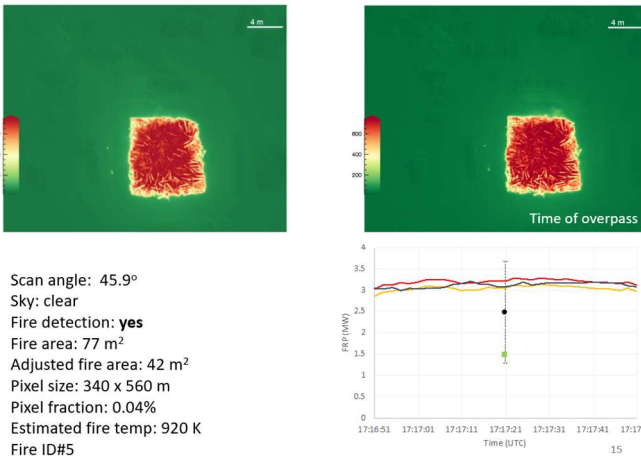 4 m
4 m
600
400
200
Time of overpass
Scan angle: 45.9°
Sky: clear
Fire detection: yes
Fire area: 77 m²
Adjusted fire area: 42 m²
Pixel size: 340 x 560 m
Pixel fraction: 0.04%
Estimated fire temp: 920 K
Fire ID#5
4
3.5
3
2.5
2
1.5
1
0.5
0
FRP (MW)
17:16:51 17:17:01 17:17:11 17:17:21 17:17:31 17:17:41 17:17
Time (UTC)
15